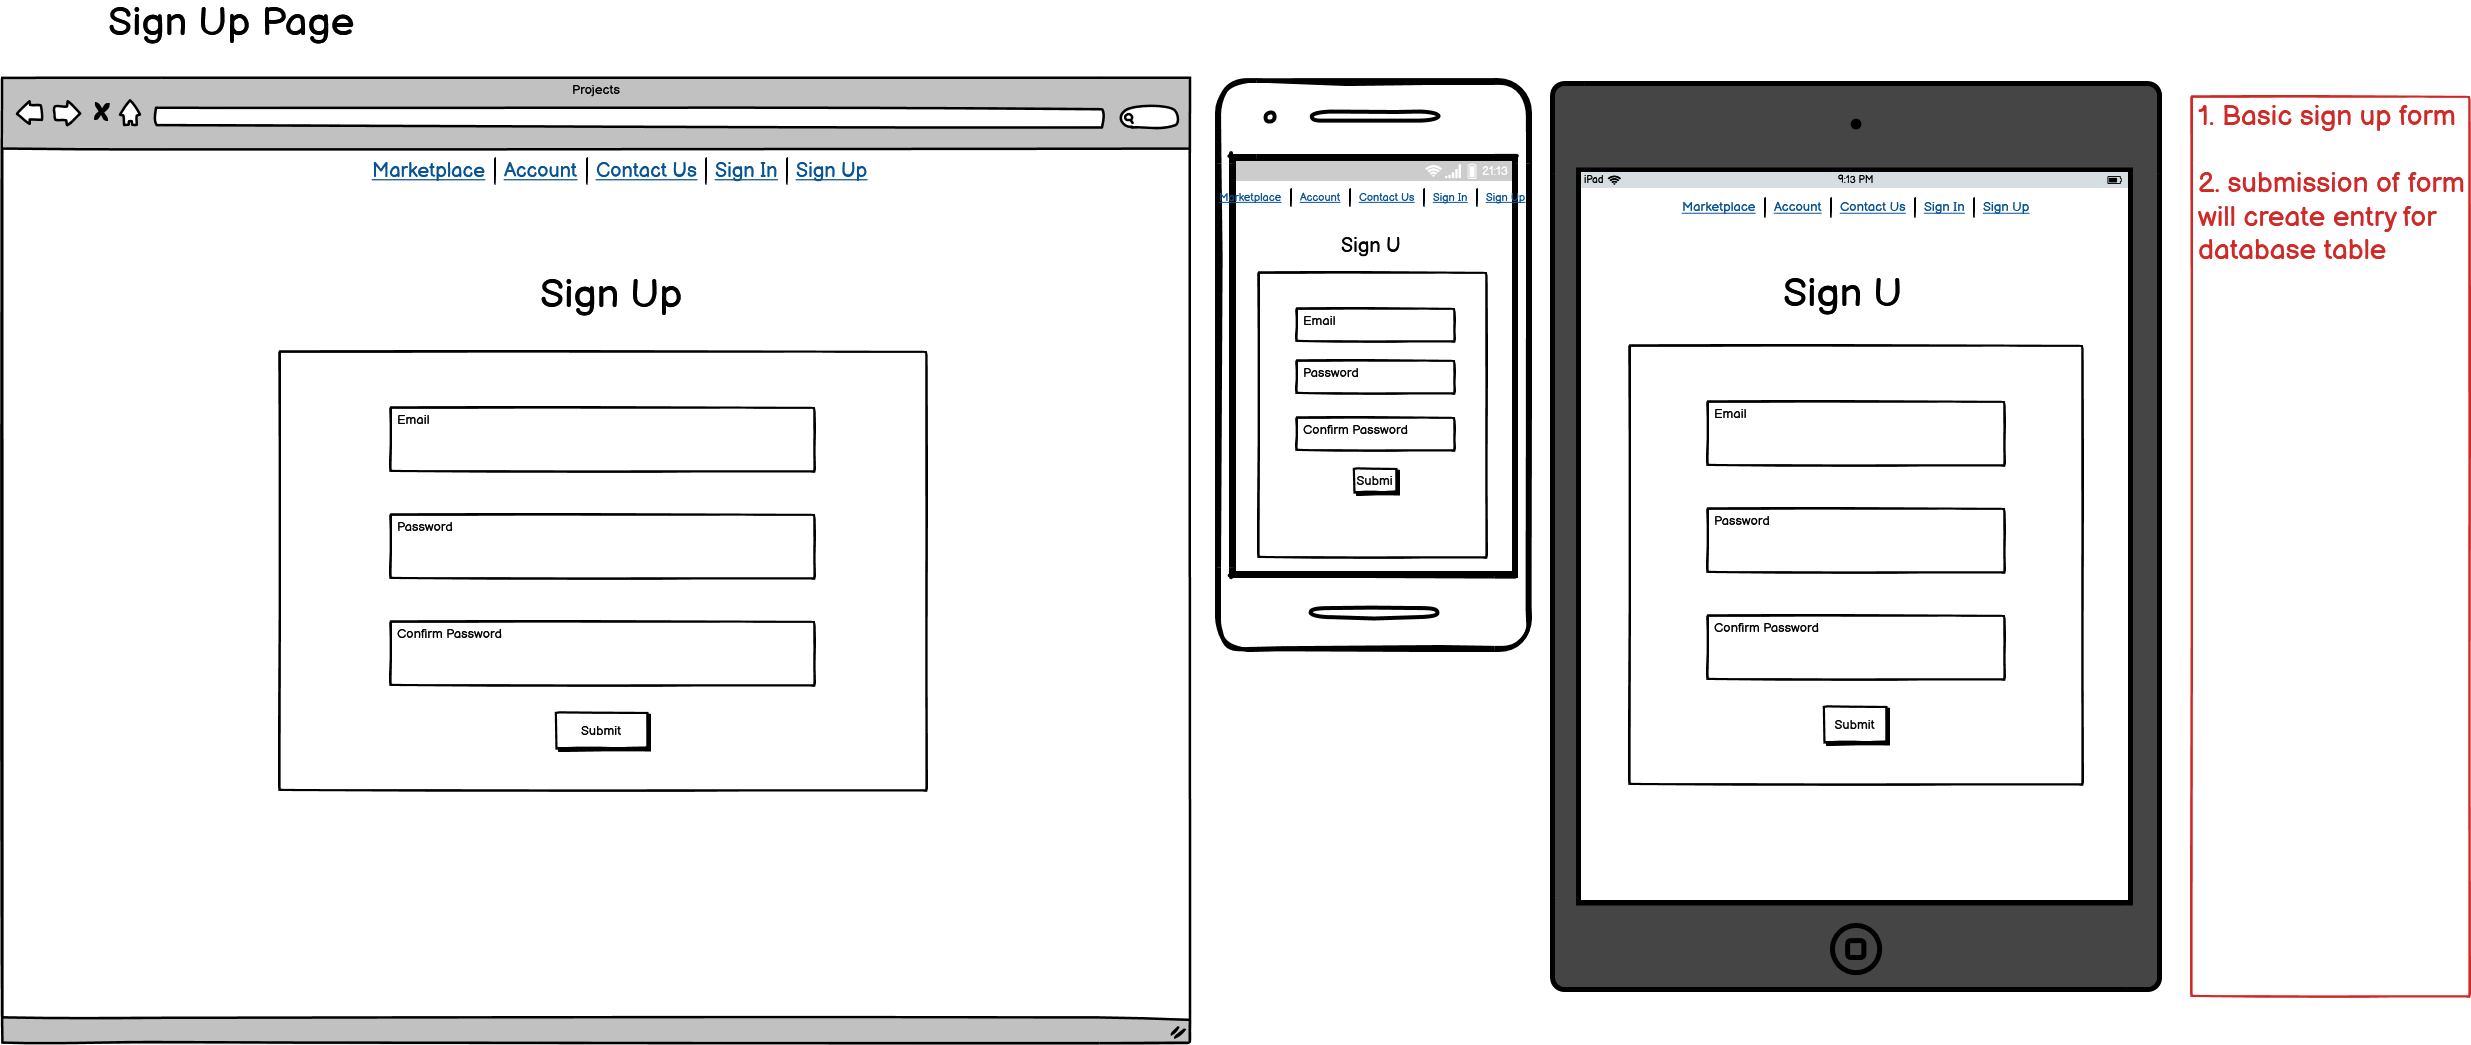 Sign Up Page
Projects
Marketplace | Account | Contact Us | Sign In | Sign Up
Sign Up
Email
Password
Confirm Password
Submit
21:13
Marketplace | Account | Contact Us | Sign In | Sign Up
Sign U
Email
Password
Confirm Password
Submi
iPad 9:13 PM
Marketplace | Account | Contact Us | Sign In | Sign Up
Sign U
Email
Password
Confirm Password
Submit
1. Basic sign up form
2. submission of form
will create entry for
database table